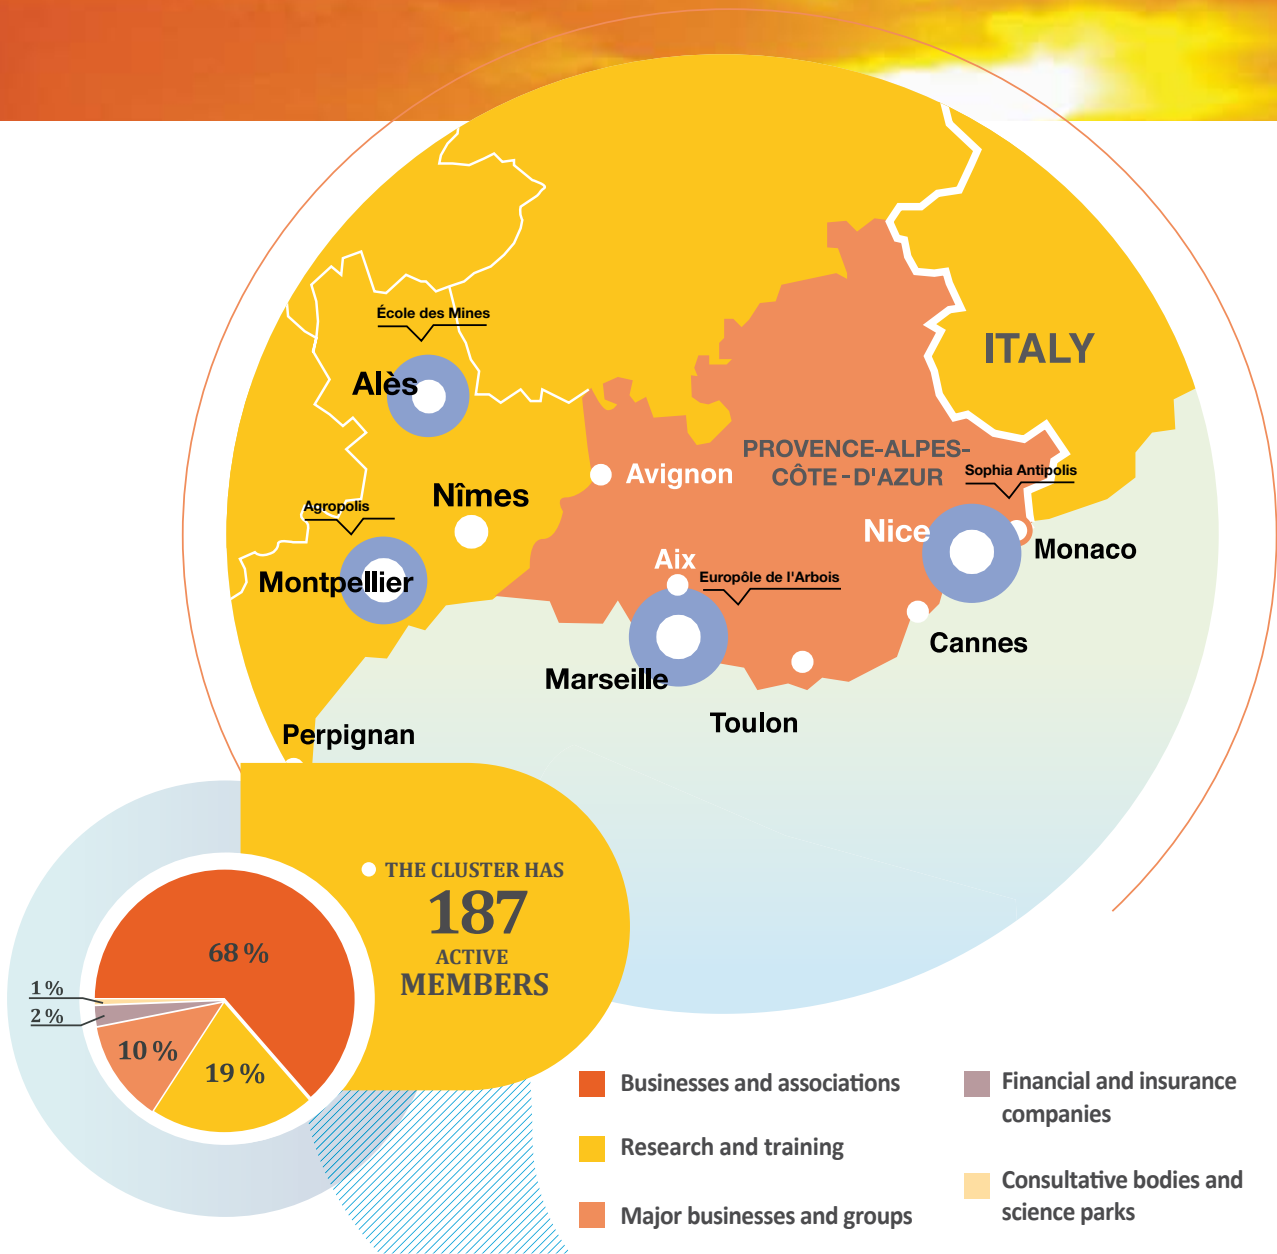 École des Mines
Alès
ITALY
PROVENCE-ALPES-
CÔTE - D'AZUR
Sophia Antipolis
Avignon
Nîmes
Agropolis
Nice
Monaco
Aix
Europôle de l'Arbois
Montpellier
Cannes
Marseille
Toulon
Perpignan
THE CLUSTER HAS
187
ACTIVE
MEMBERS
68 %
1 %
2 %
10 %
19 %
Businesses and associations
Research and training
Major businesses and groups
Financial and insurance
companies
Consultative bodies and
science parks